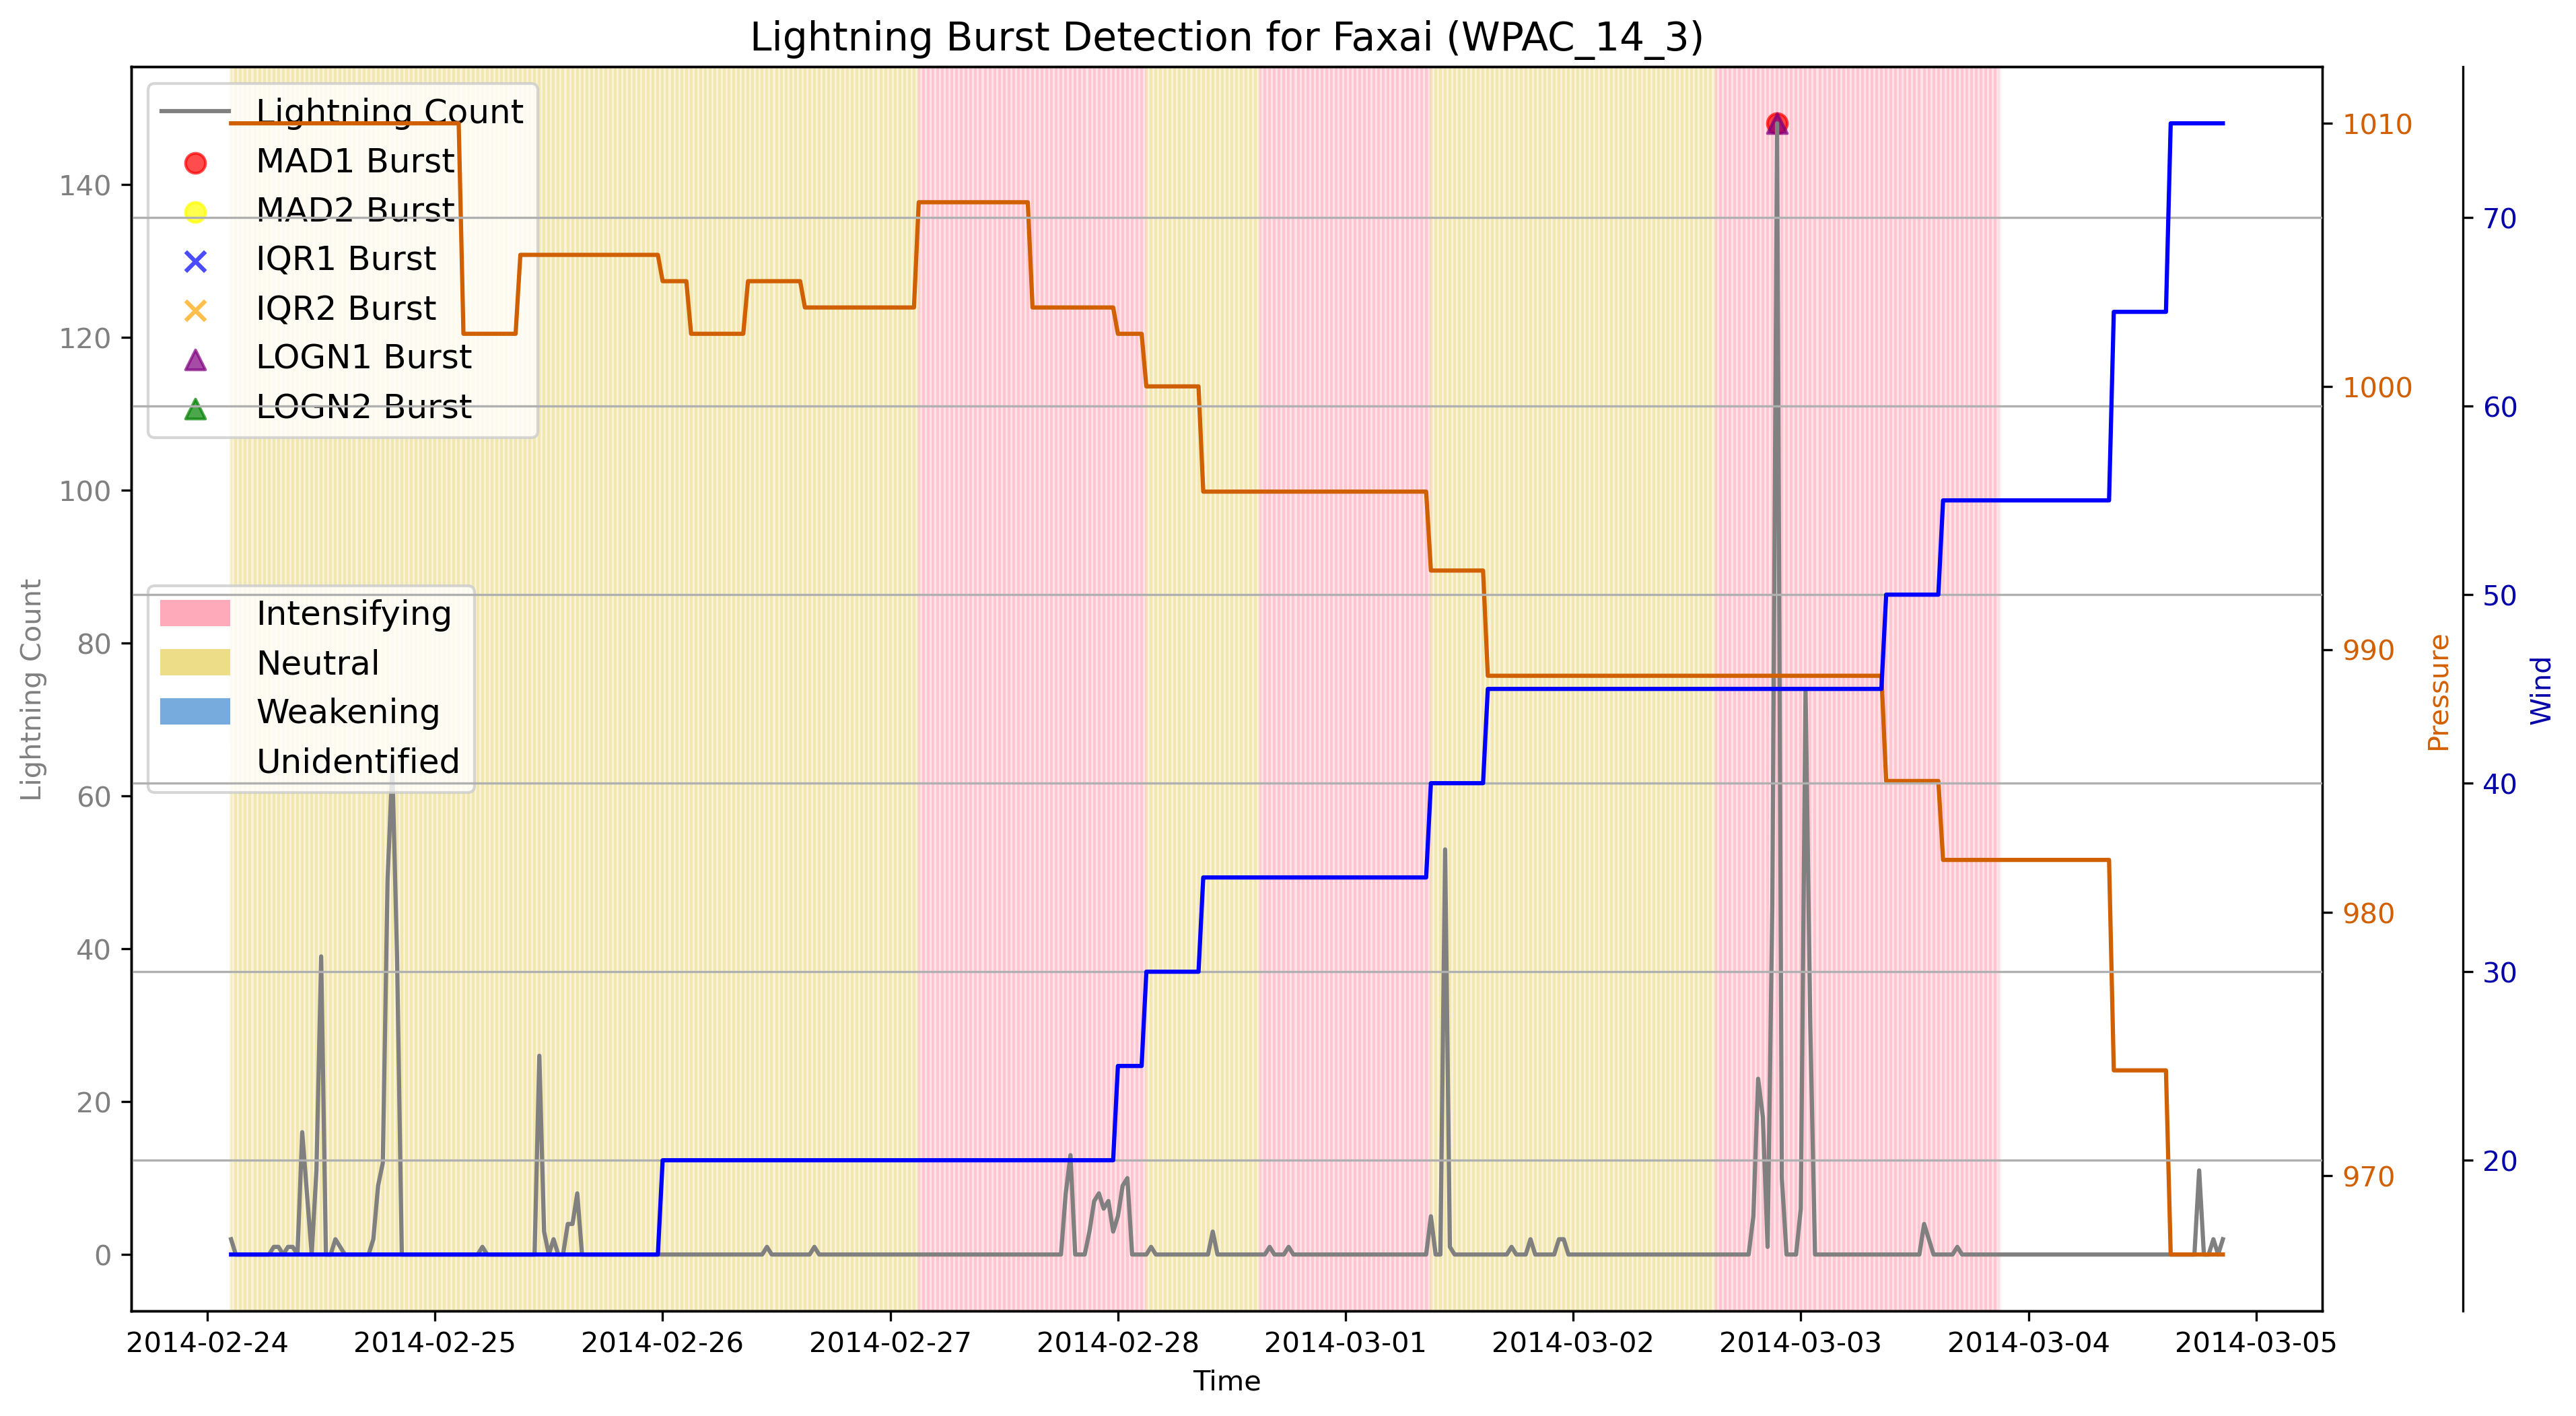 Lightning Burst Detection for Faxai (WPAC_14_3)
Lightning Count
MAD1 Burst
MAD2 Burst
IQR1 Burst
IQR2 Burst
LOGN1 Burst
LOGN2 Burst
Intensifying
Neutral
Weakening
Unidentified
Lightning Count
140
120
100
80
60
40
20
0
1010
1000
990
980
970
Pressure
70
60
50
40
30
20
Wind
2014-02-24 2014-02-25 2014-02-26 2014-02-27 2014-02-28 2014-03-01 2014-03-02 2014-03-03 2014-03-04 2014-03-05
Time